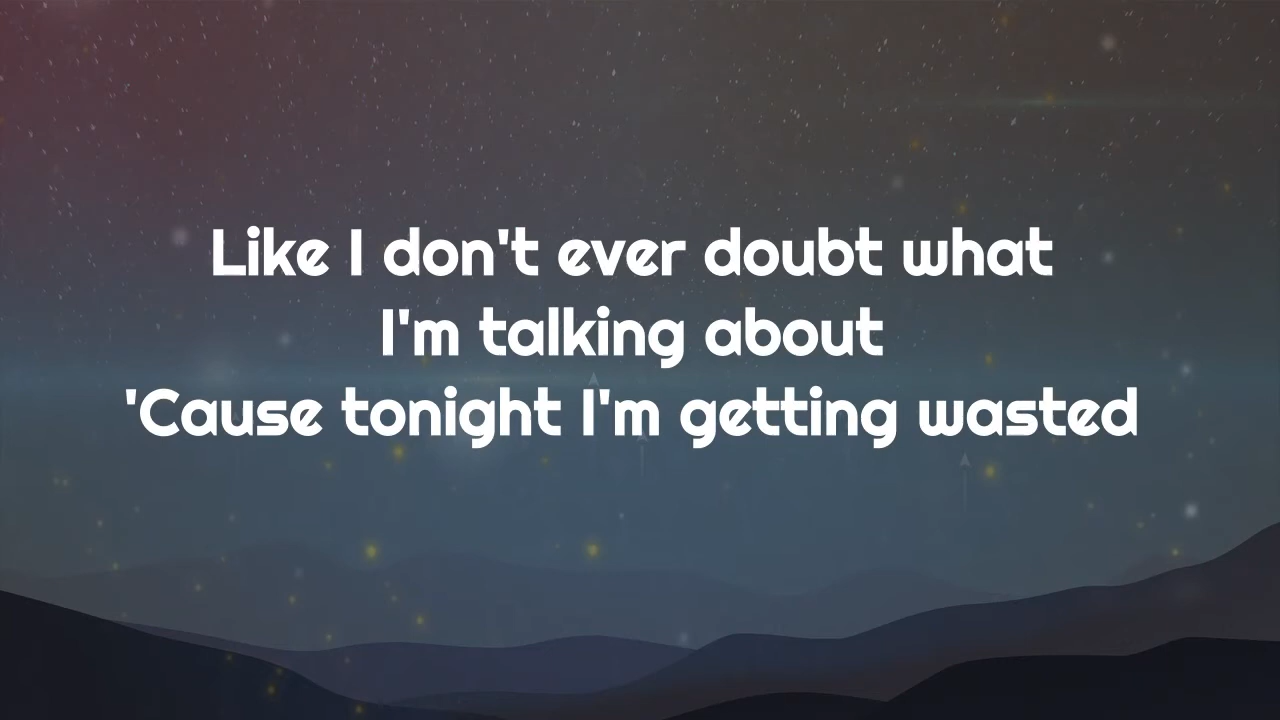 Like I don't ever doubt what
I'm talking about
'Cause tonight I'm getting wasted